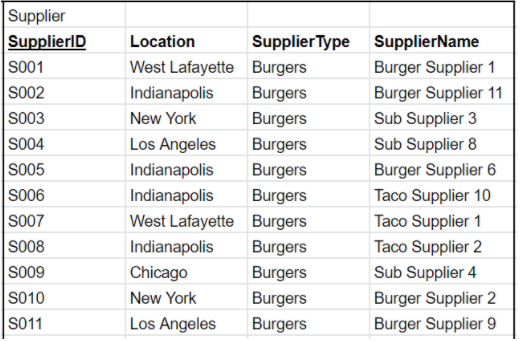 Supplier
SupplierID Location SupplierType SupplierName
S001 West Lafayette Burgers Burger Supplier 1
S002 Indianapolis Burgers Burger Supplier 11
S003 New York Burgers Sub Supplier 3
S004 Los Angeles Burgers Sub Supplier 8
S005 Indianapolis Burgers Burger Supplier 6
S006 Indianapolis Burgers Taco Supplier 10
S007 West Lafayette Burgers Taco Supplier 1
S008 Indianapolis Burgers Taco Supplier 2
S009 Chicago Burgers Sub Supplier 4
S010 New York Burgers Burger Supplier 2
S011 Los Angeles Burgers Burger Supplier 9